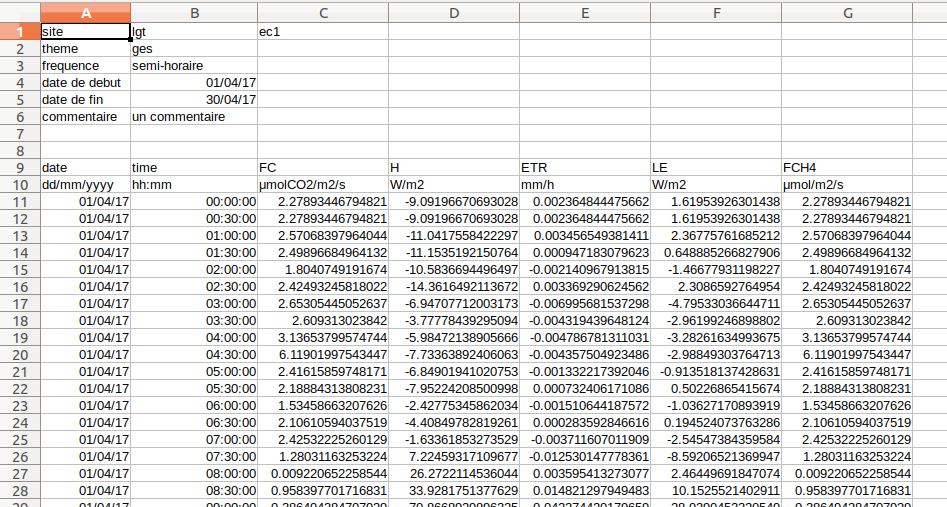 A B C D E F G
1 site lgt ec1
2 theme ges
3 frequence semi-horaire
4 date de debut 01/04/17
5 date de fin 30/04/17
6 commentaire un commentaire
7
8
9 date time FC H ETR LE FCH4
10 dd/mm/yyyy hh:mm µmolCO2/m2/s W/m2 mm/h W/m2 µmol/m2/s
11 01/04/17 00:00:00 2.27893446794821 -9.09196670693028 0.002364844475662 1.61953926301438 2.27893446794821
12 01/04/17 00:30:00 2.27893446794821 -9.09196670693028 0.002364844475662 1.61953926301438 2.27893446794821
13 01/04/17 01:00:00 2.57068397964044 -11.0417558422297 0.003456549381411 2.36775761685212 2.57068397964044
14 01/04/17 01:30:00 2.49896684964132 -11.1535192150764 0.000947183079623 0.648885266827906 2.49896684964132
15 01/04/17 02:00:00 1.8040749191674 -10.5836694496497 -0.002140967913815 -1.46677931198227 1.8040749191674
16 01/04/17 02:30:00 2.42493245818022 -14.3616492113672 0.003369290624562 2.3086592764954 2.42493245818022
17 01/04/17 03:00:00 2.65305445052637 -6.94707712003173 -0.006995681537298 -4.79533036644711 2.65305445052637
18 01/04/17 03:30:00 2.609313023842 -3.77778439295094 -0.004319439648124 -2.96199246898802 2.609313023842
19 01/04/17 04:00:00 3.13653799574744 -5.98472138905666 -0.004786781311031 -3.28261634993675 3.13653799574744
20 01/04/17 04:30:00 6.11901997543447 -7.73363892406063 -0.004357504923486 -2.98849303764713 6.11901997543447
21 01/04/17 05:00:00 2.41615859748171 -6.84901941020753 -0.001332217392046 -0.913518137428631 2.41615859748171
22 01/04/17 05:30:00 2.18884313808231 -7.95224208500998 0.000732406171086 0.50226865415674 2.18884313808231
23 01/04/17 06:00:00 1.53458663207626 -2.42775345862034 -0.001510644187572 -1.03627170893919 1.53458663207626
24 01/04/17 06:30:00 2.10610594037519 -4.40849782819261 0.000283592846616 0.194524073763286 2.10610594037519
25 01/04/17 07:00:00 2.42532225260129 -1.63361853273529 -0.003711607011909 -2.54547384359584 2.42532225260129
26 01/04/17 07:30:00 1.28031163253224 7.22459317109677 -0.012530147778361 -8.59206521369947 1.28031163253224
27 01/04/17 08:00:00 0.009220652258544 26.2722114536044 0.003595413273077 2.46449691847074 0.009220652258544
28 01/04/17 08:30:00 0.958397701716831 33.9281751377629 0.014821297949483 10.1525521402911 0.958397701716831